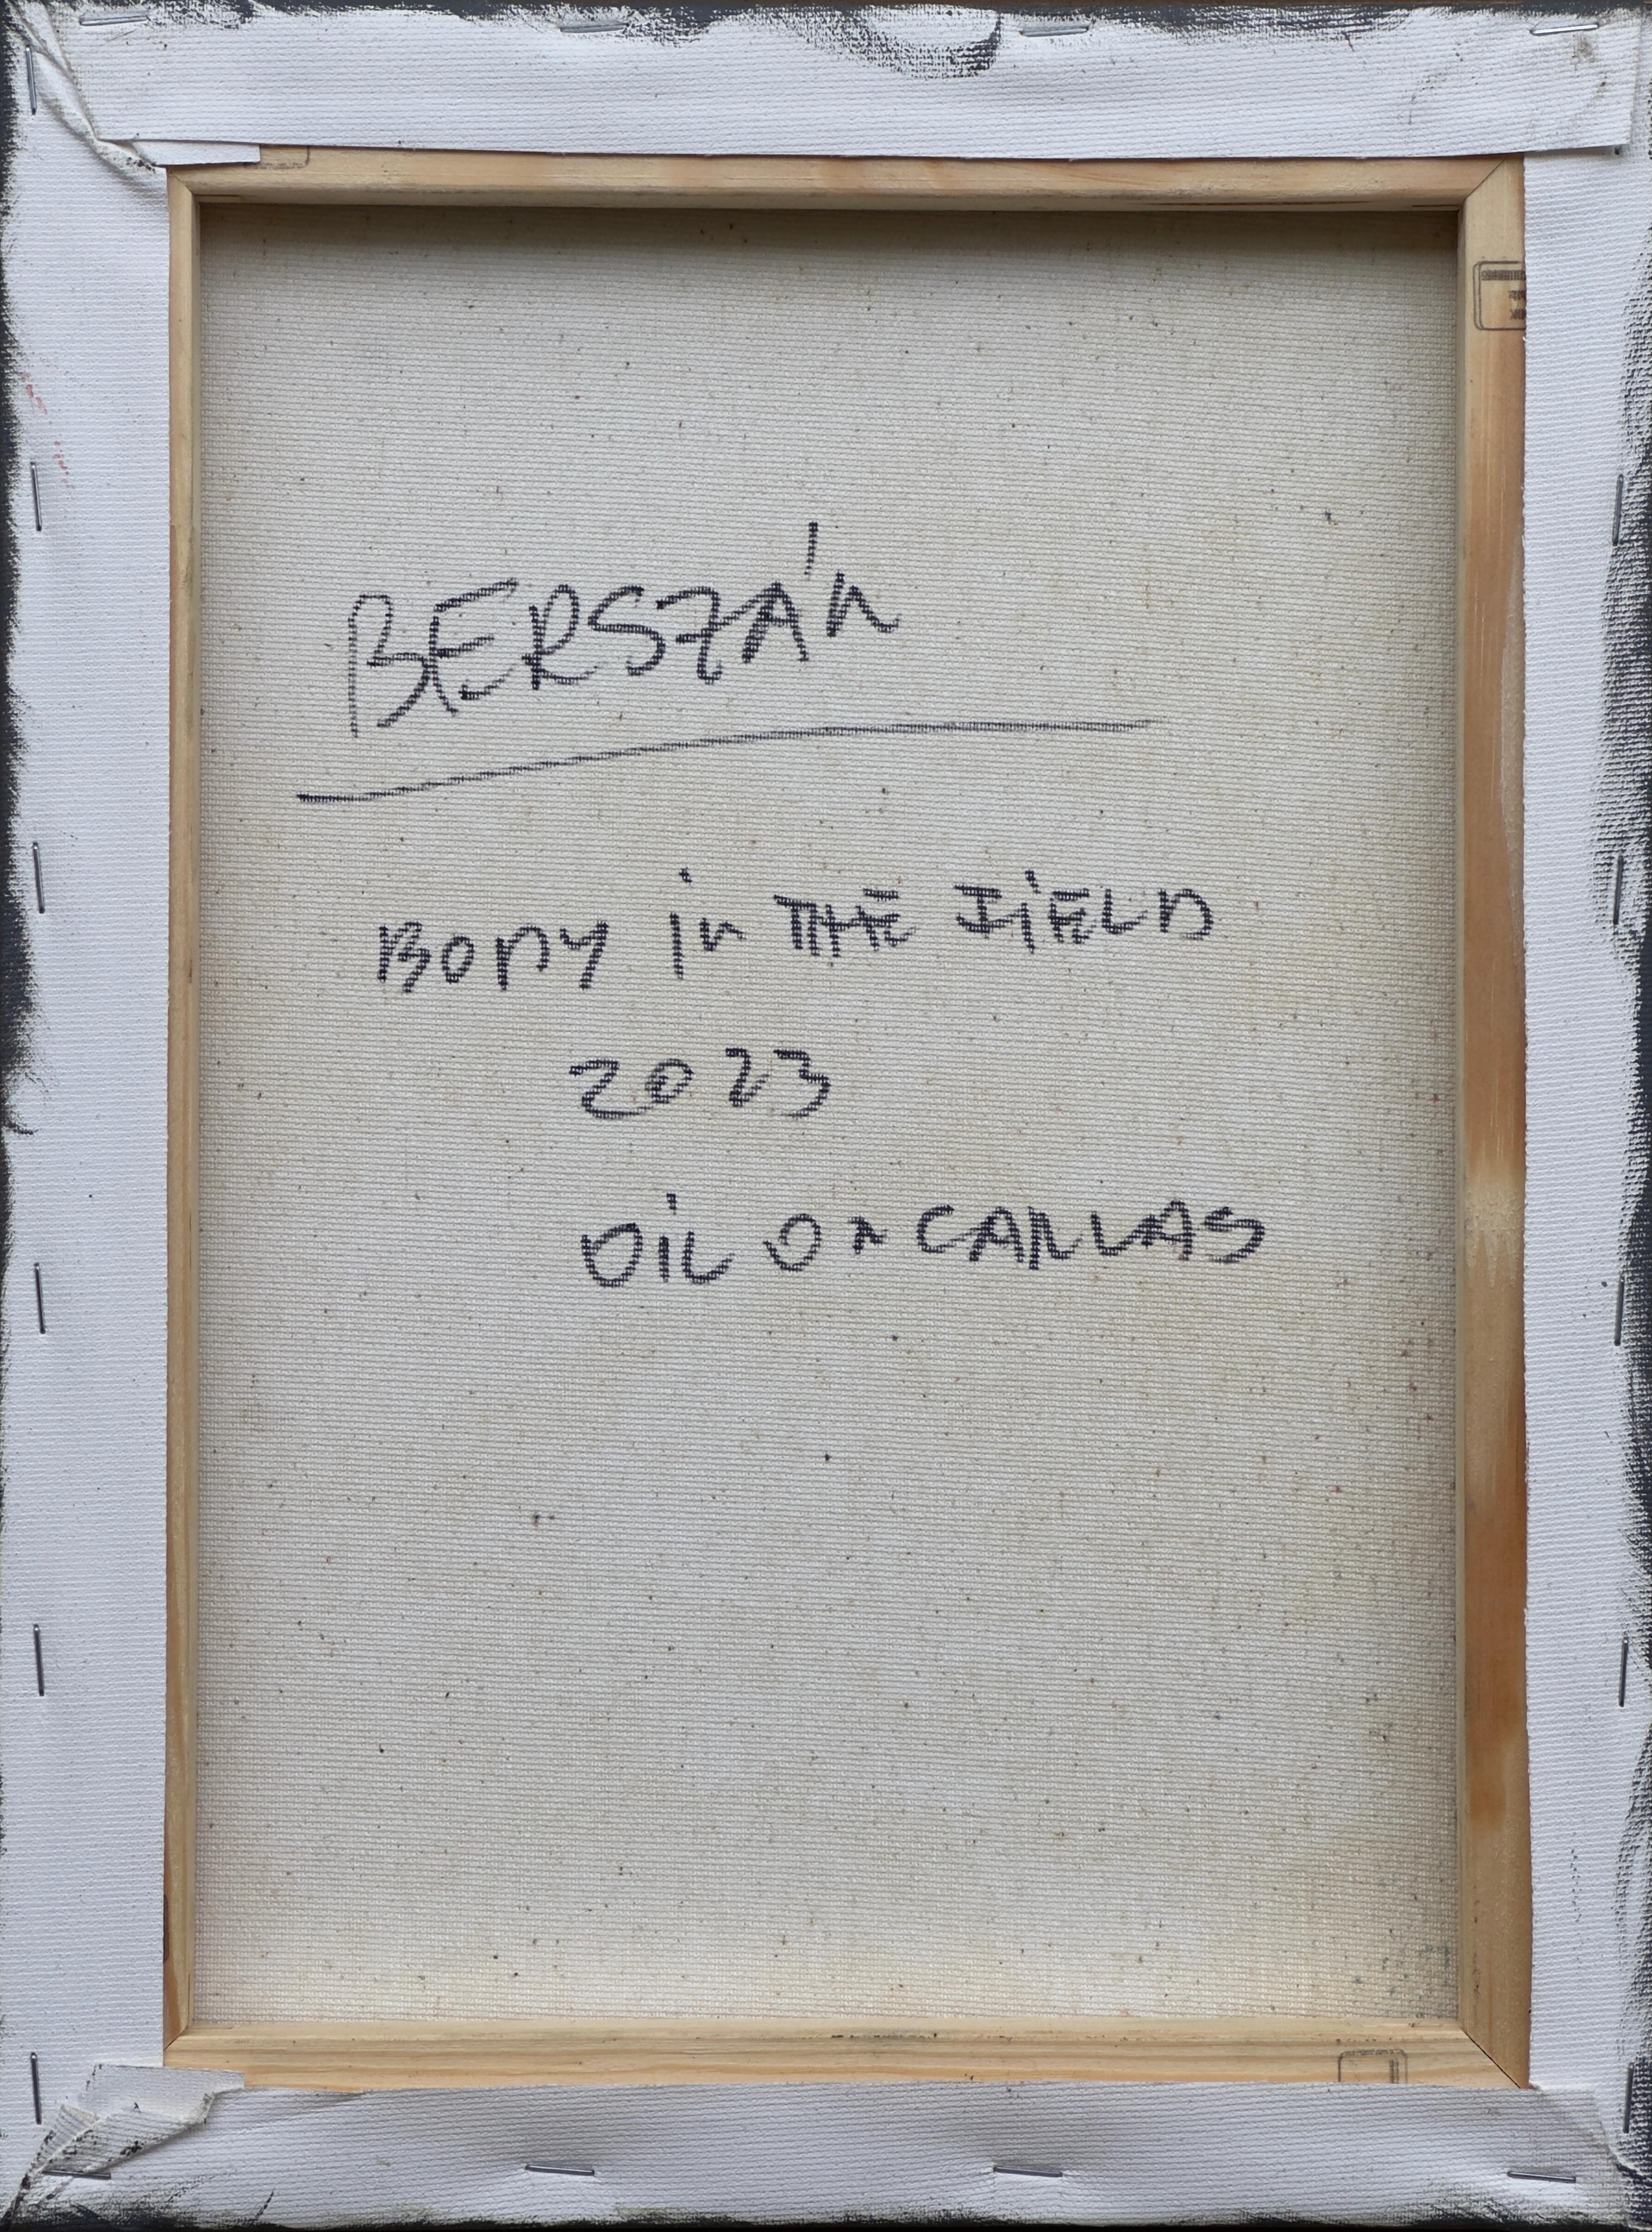 BERSZÁn
BODY in THE FiELD
2023
OiL On CANVAS